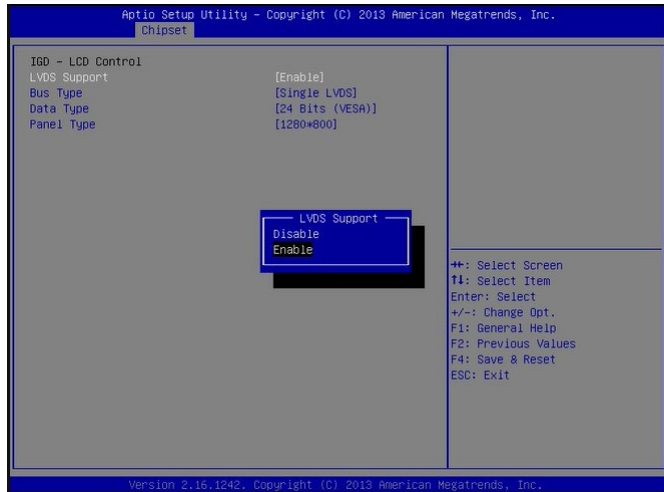 Aptio Setup Utility – Copyright (C) 2013 American Megatrends, Inc.
Chipset
IGD – LCD Control
LVDS Support [Enable]
Bus Type [Single LVDS]
Data Type [24 Bits (VESA)]
Panel Type [1280*800]
LVDS Support
Disable
Enable
→←: Select Screen
↑↓: Select Item
Enter: Select
+/-: Change Opt.
F1: General Help
F2: Previous Values
F4: Save & Reset
ESC: Exit
Version 2.16.1242. Copyright (C) 2013 American Megatrends, Inc.